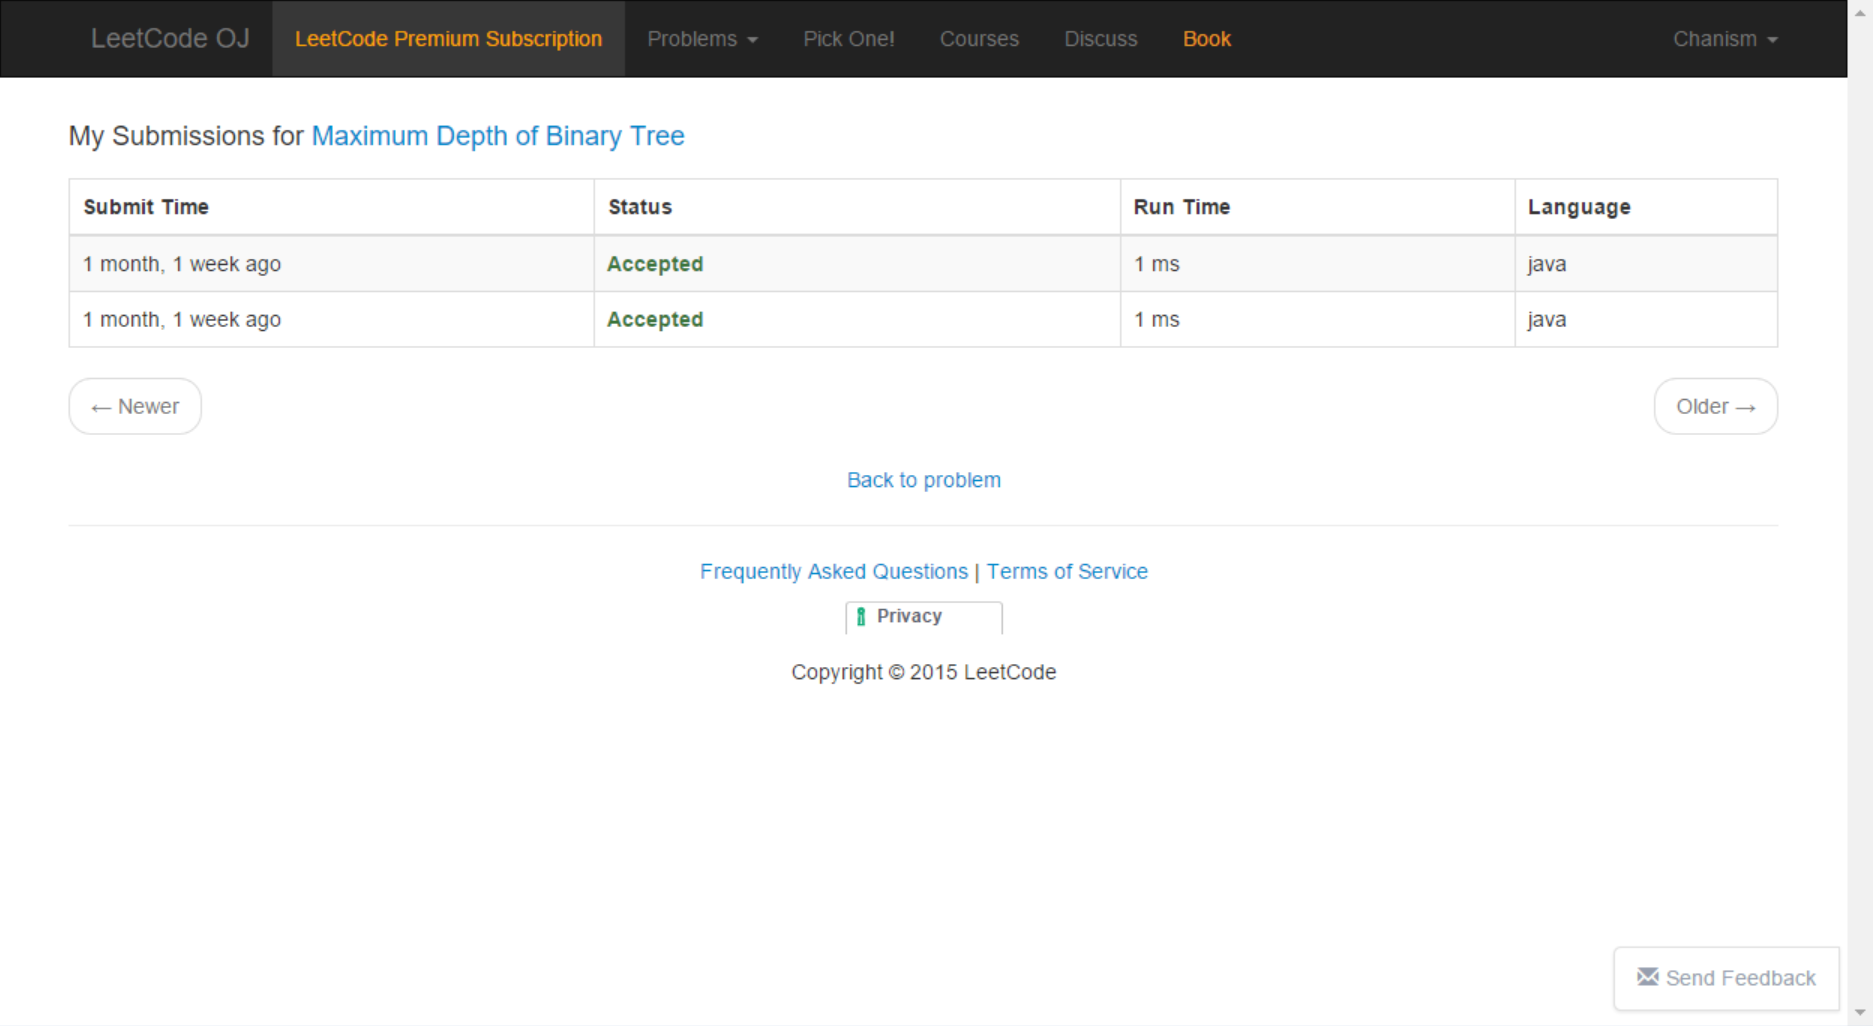 LeetCode OJ LeetCode Premium Subscription Problems Pick One! Courses Discuss Book Chanism
My Submissions for Maximum Depth of Binary Tree
Submit Time Status Run Time Language
1 month, 1 week ago Accepted 1 ms java
1 month, 1 week ago Accepted 1 ms java
← Newer Older →
Back to problem
Frequently Asked Questions | Terms of Service
Privacy
Copyright © 2015 LeetCode
Send Feedback